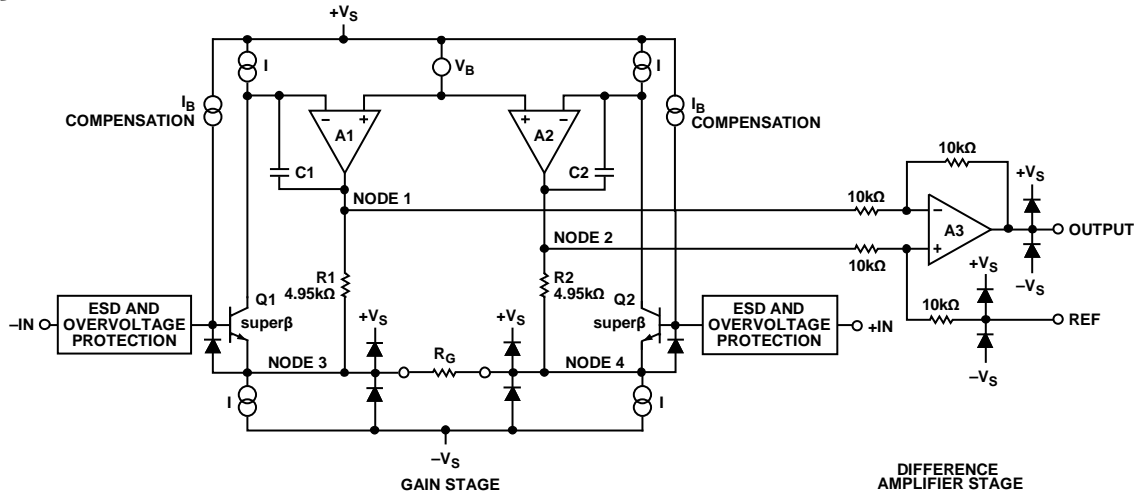 +VS
I
VB
I
IB
COMPENSATION
IB
COMPENSATION
−
+
A1
+
−
A2
C1
C2
NODE 1
NODE 2
10kΩ
10kΩ
+VS
−
A3
+
OUTPUT
10kΩ
−VS
+VS
10kΩ
REF
−VS
R1
4.95kΩ
R2
4.95kΩ
Q1
superβ
Q2
superβ
−IN
ESD AND
OVERVOLTAGE
PROTECTION
ESD AND
OVERVOLTAGE
PROTECTION
+IN
+VS
+VS
NODE 3
RG
NODE 4
I
I
−VS
GAIN STAGE
DIFFERENCE
AMPLIFIER STAGE